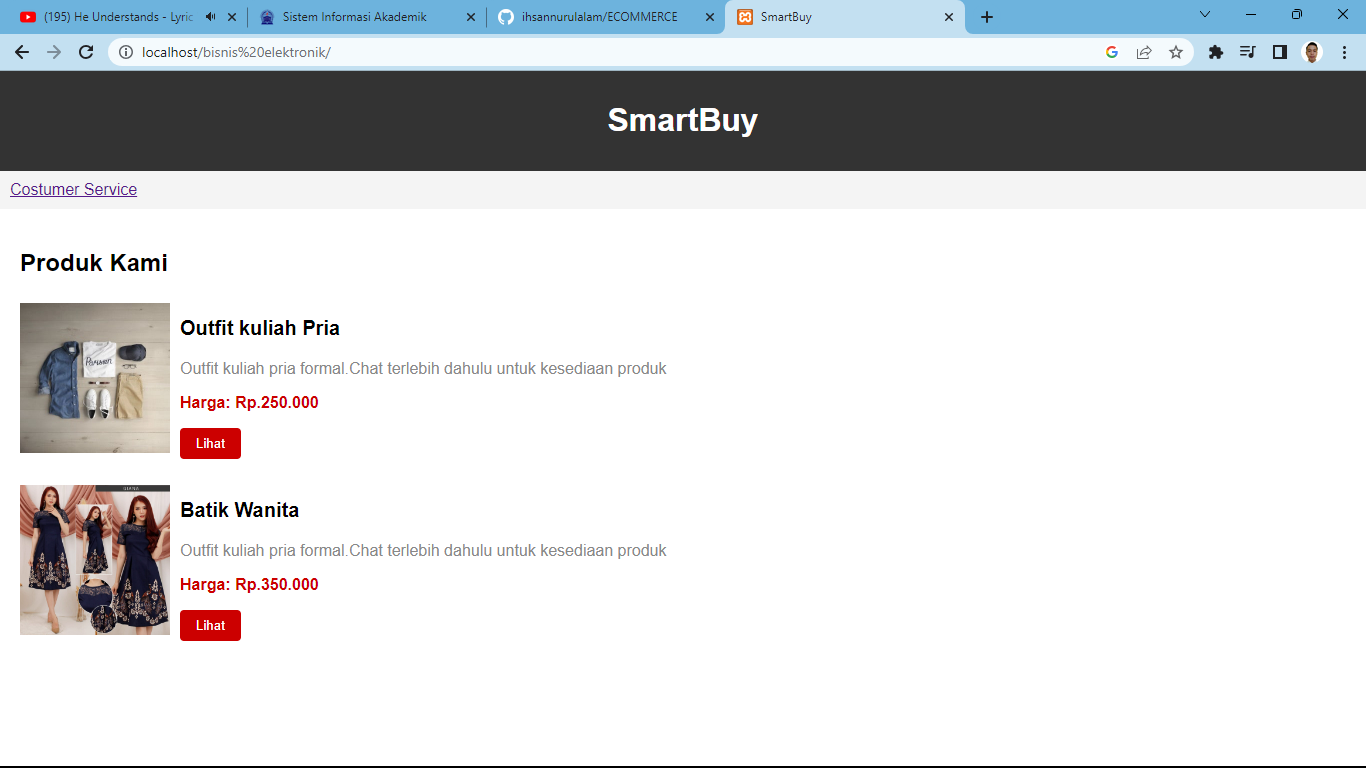 (195) He Understands - Lyric
Sistem Informasi Akademik
ihsannurulalam/ECOMMERCE
SmartBuy
localhost/bisnis%20elektronik/
SmartBuy
Costumer Service
Produk Kami
Outfit kuliah Pria
Outfit kuliah pria formal.Chat terlebih dahulu untuk kesediaan produk
Harga: Rp.250.000
Lihat
Batik Wanita
Outfit kuliah pria formal.Chat terlebih dahulu untuk kesediaan produk
Harga: Rp.350.000
Lihat